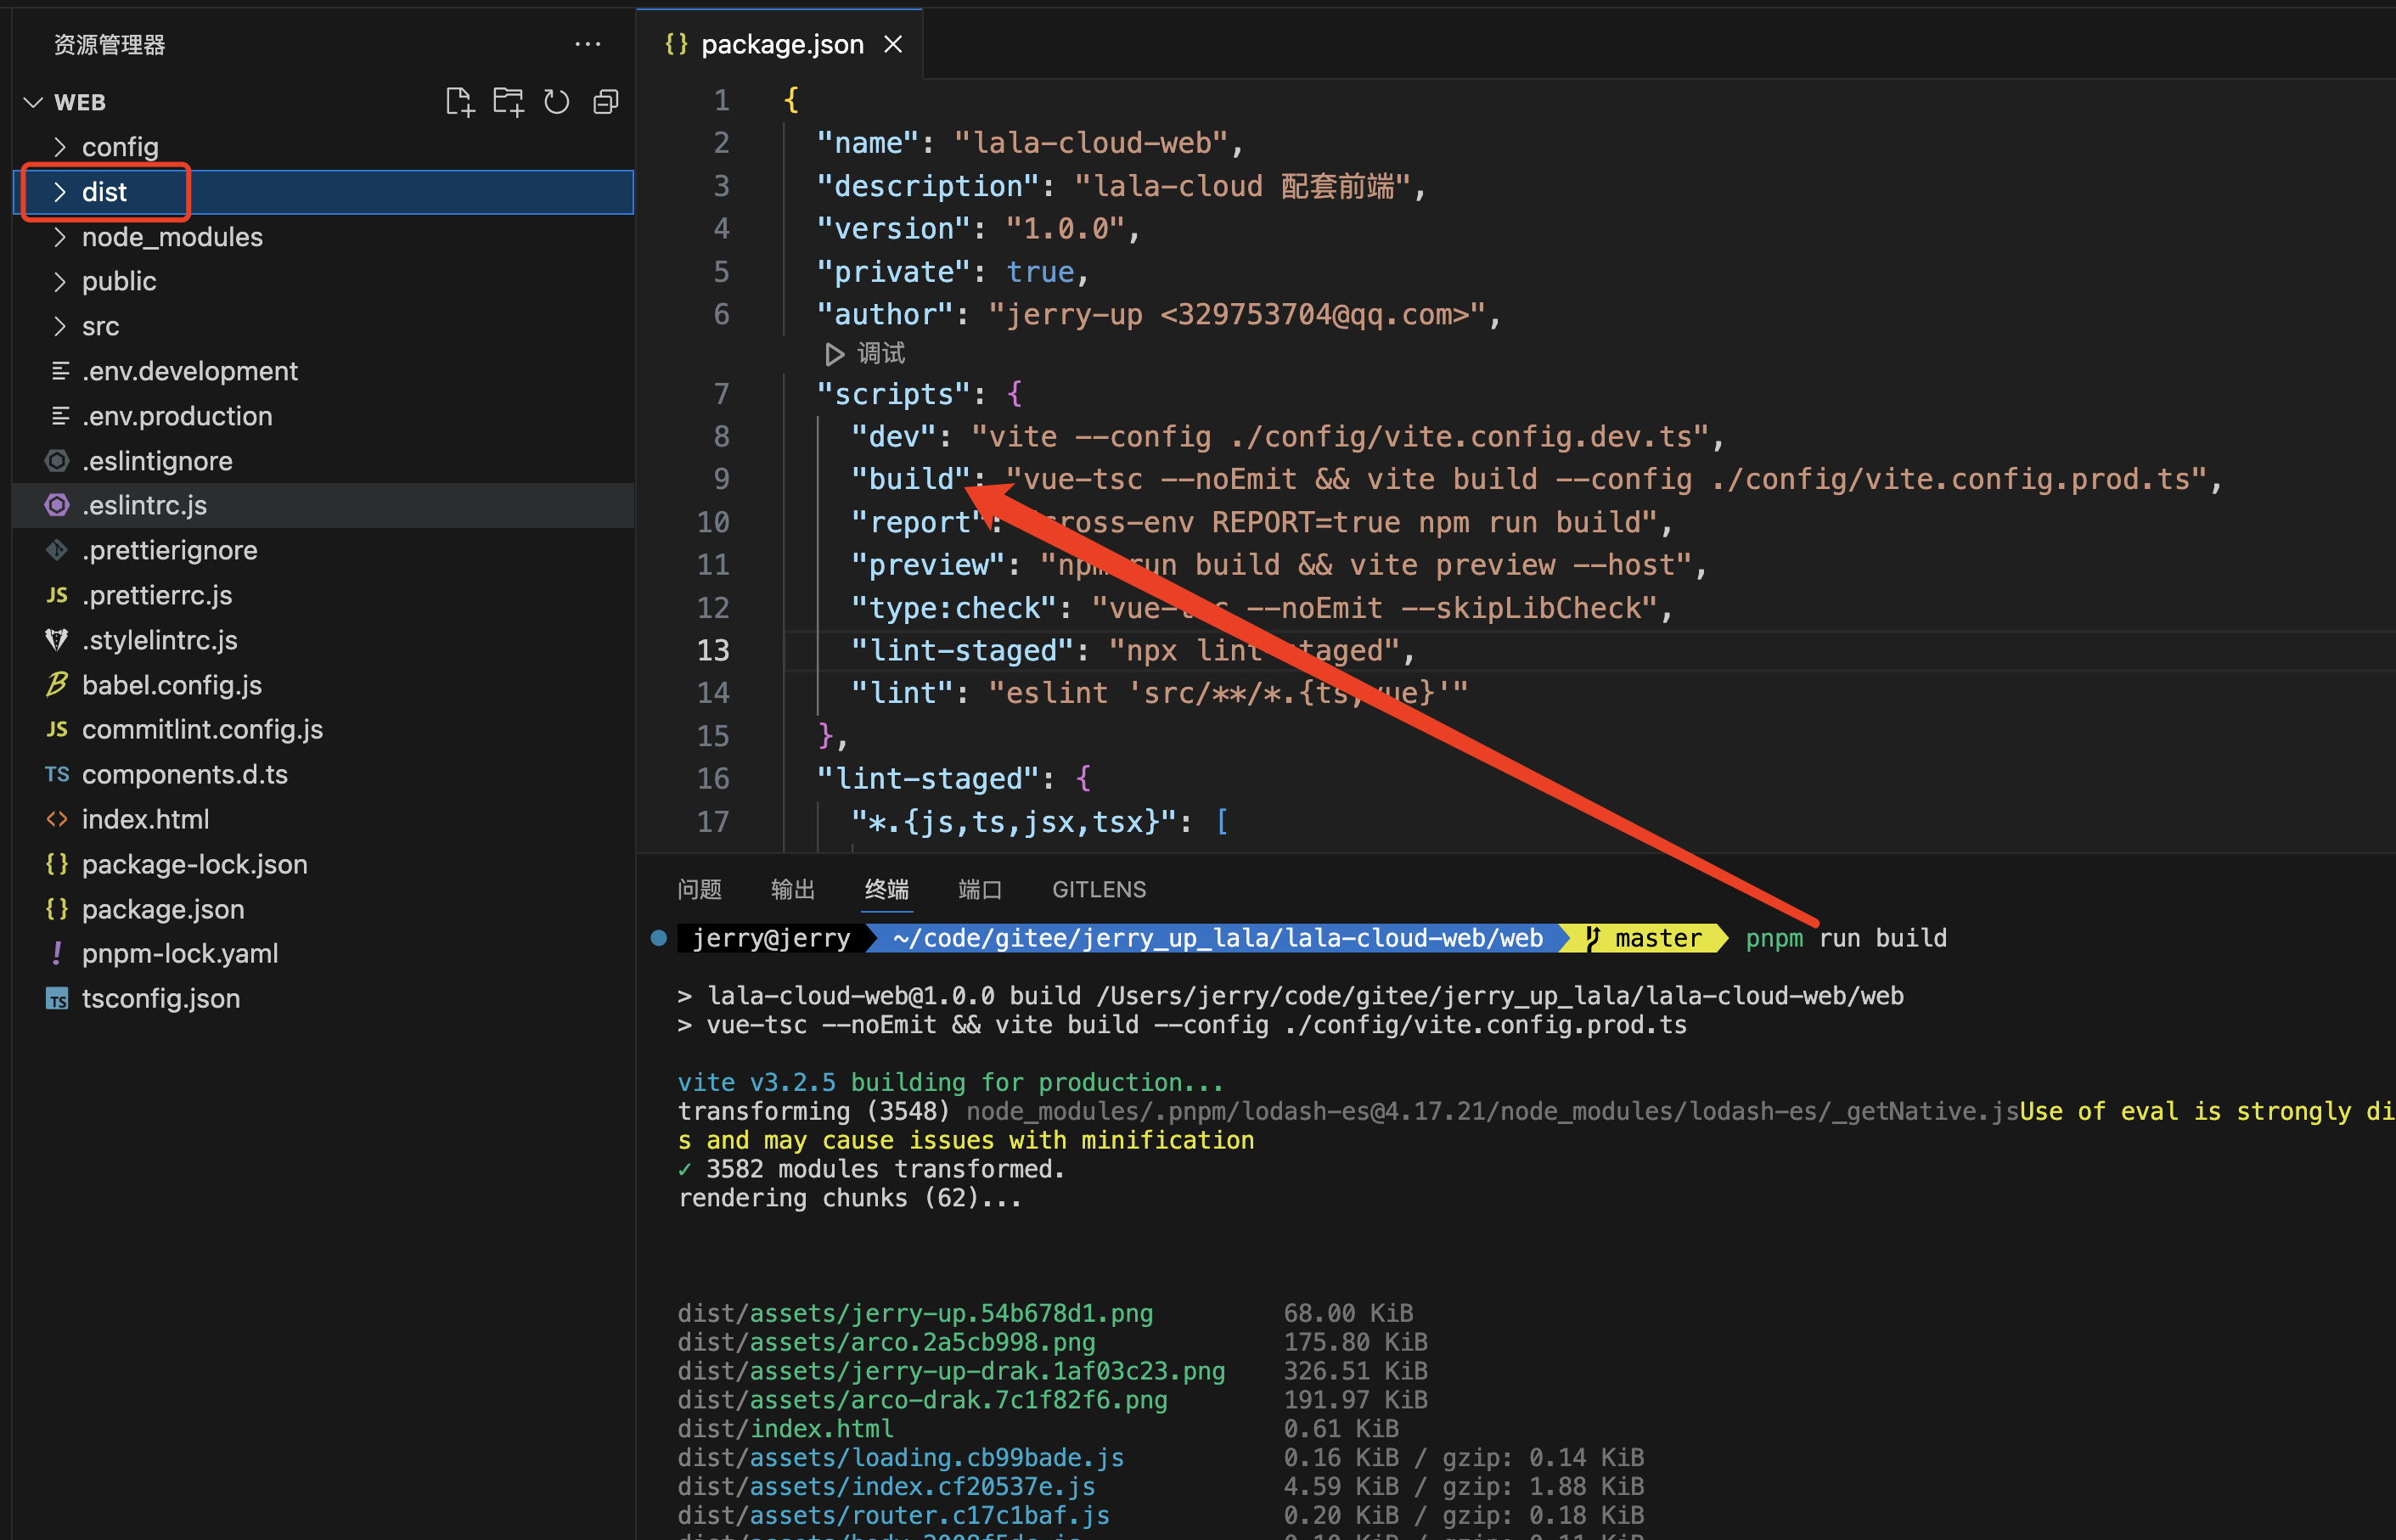 资源管理器
WEB
config
dist
node_modules
public
src
.env.development
.env.production
.eslintignore
.eslintrc.js
.prettierignore
JS .prettierrc.js
.stylelintrc.js
babel.config.js
JS commitlint.config.js
TS components.d.ts
<> index.html
{} package-lock.json
{} package.json
! pnpm-lock.yaml
TS tsconfig.json
{} package.json
1 {
2 "name": "lala-cloud-web",
3 "description": "lala-cloud 配套前端",
4 "version": "1.0.0",
5 "private": true,
6 "author": "jerry-up <329753704@qq.com>",
调试
7 "scripts": {
8 "dev": "vite --config ./config/vite.config.dev.ts",
9 "build": "vue-tsc --noEmit && vite build --config ./config/vite.config.prod.ts",
10 "report": "cross-env REPORT=true npm run build",
11 "preview": "npm run build && vite preview --host",
12 "type:check": "vue-tsc --noEmit --skipLibCheck",
13 "lint-staged": "npx lint-staged",
14 "lint": "eslint 'src/**/*.{ts,vue}'"
15 },
16 "lint-staged": {
17 "*.{js,ts,jsx,tsx}": [
问题 输出 终端 端口 GITLENS
jerry@jerry ~/code/gitee/jerry_up_lala/lala-cloud-web/web master pnpm run build
> lala-cloud-web@1.0.0 build /Users/jerry/code/gitee/jerry_up_lala/lala-cloud-web/web
> vue-tsc --noEmit && vite build --config ./config/vite.config.prod.ts
vite v3.2.5 building for production...
transforming (3548) node_modules/.pnpm/lodash-es@4.17.21/node_modules/lodash-es/_getNative.jsUse of eval is strongly di
s and may cause issues with minification
✓ 3582 modules transformed.
rendering chunks (62)...
dist/assets/jerry-up.54b678d1.png 68.00 KiB
dist/assets/arco.2a5cb998.png 175.80 KiB
dist/assets/jerry-up-drak.1af03c23.png 326.51 KiB
dist/assets/arco-drak.7c1f82f6.png 191.97 KiB
dist/index.html 0.61 KiB
dist/assets/loading.cb99bade.js 0.16 KiB / gzip: 0.14 KiB
dist/assets/index.cf20537e.js 4.59 KiB / gzip: 1.88 KiB
dist/assets/router.c17c1baf.js 0.20 KiB / gzip: 0.18 KiB